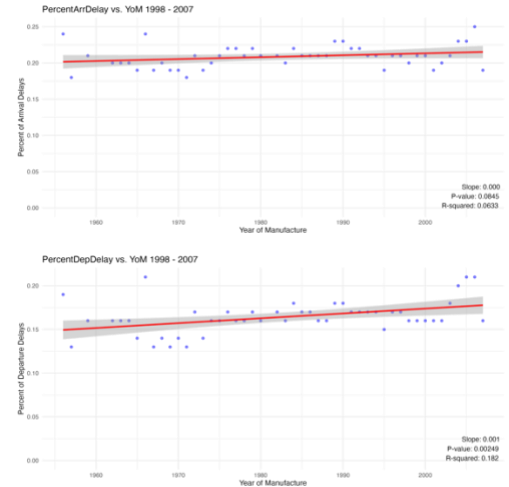 PercentArrDelay vs. YoM 1998 - 2007
Percent of Arrival Delays
0.25
0.20
0.15
0.10
0.05
0.00
Slope: 0.000
P-value: 0.0845
R-squared: 0.0633
1960 1970 1980 1990 2000
Year of Manufacture
PercentDepDelay vs. YoM 1998 - 2007
Percent of Departure Delays
0.20
0.15
0.10
0.05
0.00
Slope: 0.001
P-value: 0.00249
R-squared: 0.182
1960 1970 1980 1990 2000
Year of Manufacture